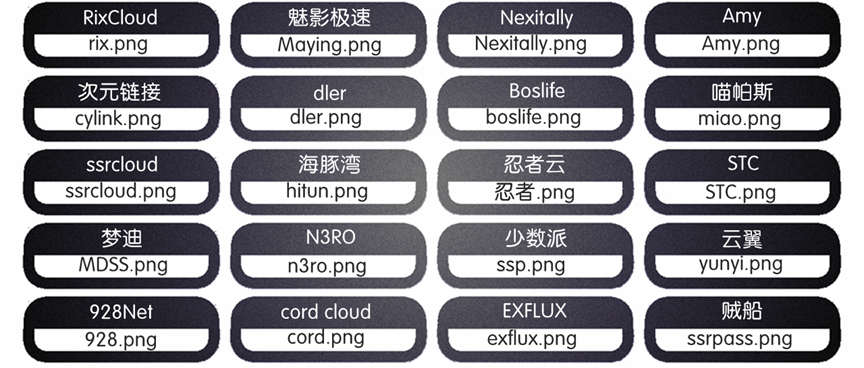 RixCloud
rix.png
魅影极速
Maying.png
Nexitally
Nexitally.png
Amy
Amy.png
次元链接
cylink.png
dler
dler.png
Boslife
boslife.png
喵帕斯
miao.png
ssrcloud
ssrcloud.png
海豚湾
hitun.png
忍者云
忍者.png
STC
STC.png
梦迪
MDSS.png
N3RO
n3ro.png
少数派
ssp.png
云翼
yunyi.png
928Net
928.png
cord cloud
cord.png
EXFLUX
exflux.png
贼船
ssrpass.png